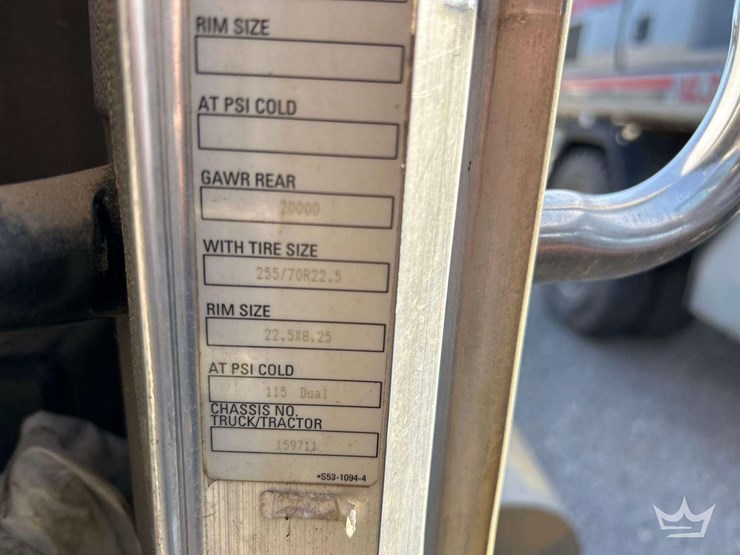 RIM SIZE
AT PSI COLD
GAWR REAR
20000
WITH TIRE SIZE
255/70R22.5
RIM SIZE
22.5X8.25
AT PSI COLD
115 Dual
CHASSIS NO.
TRUCK/TRACTOR
*S53-1094-4